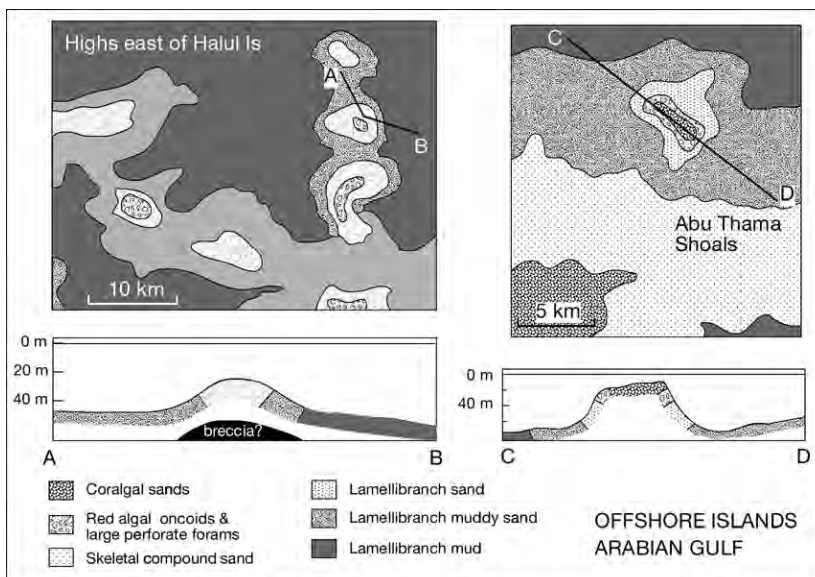 Highs east of Halul Is
A
B
10 km
C
D
Abu Thama
Shoals
5 km
0 m
20 m
40 m
breccia?
A
B
0 m
40 m
C
D
Coralgal sands
Red algal oncoids &
large perforate forams
Skeletal compound sand
Lamellibranch sand
Lamellibranch muddy sand
Lamellibranch mud
OFFSHORE ISLANDS
ARABIAN GULF